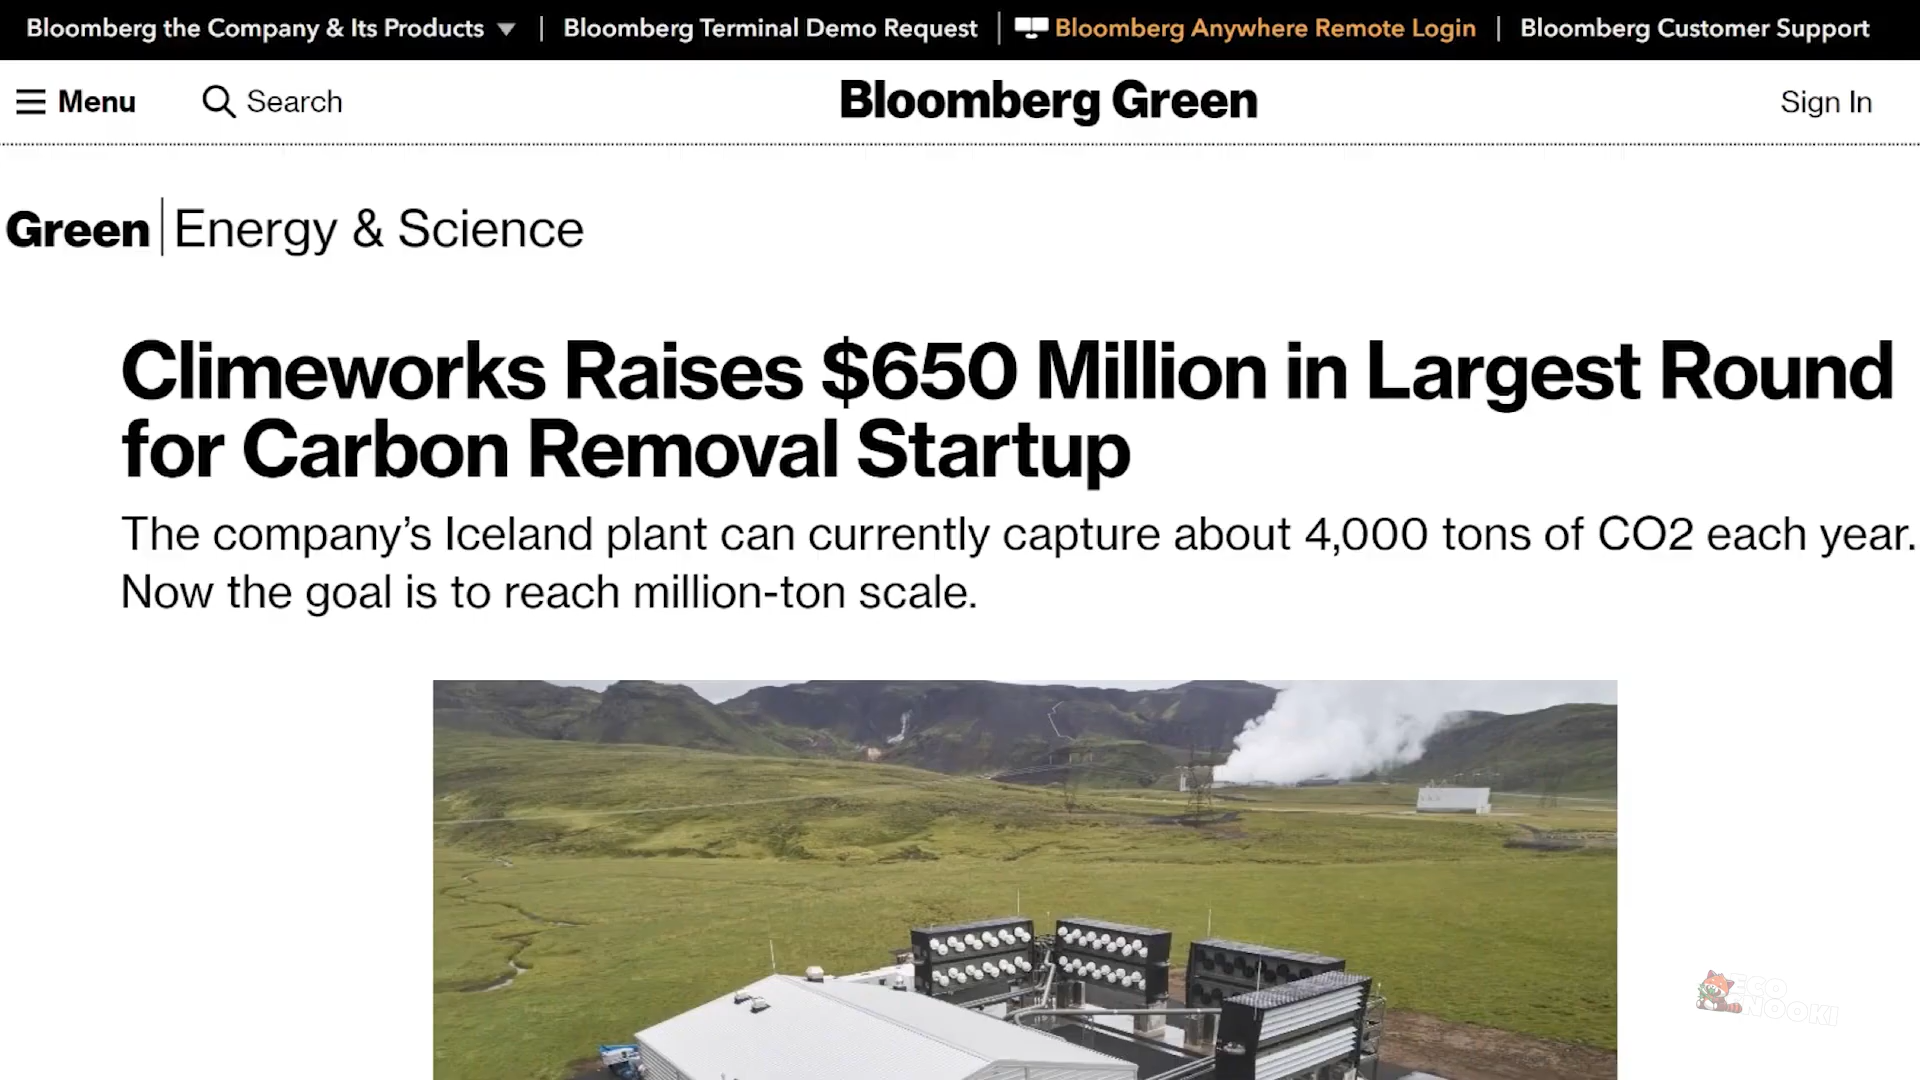 Bloomberg the Company & Its Products
Bloomberg Terminal Demo Request
Bloomberg Anywhere Remote Login
Bloomberg Customer Support
Menu
Search
Bloomberg Green
Sign In
Green
Energy & Science
Climeworks Raises $650 Million in Largest Round
for Carbon Removal Startup
The company’s Iceland plant can currently capture about 4,000 tons of CO2 each year.
Now the goal is to reach million-ton scale.
ECO
NOOKI